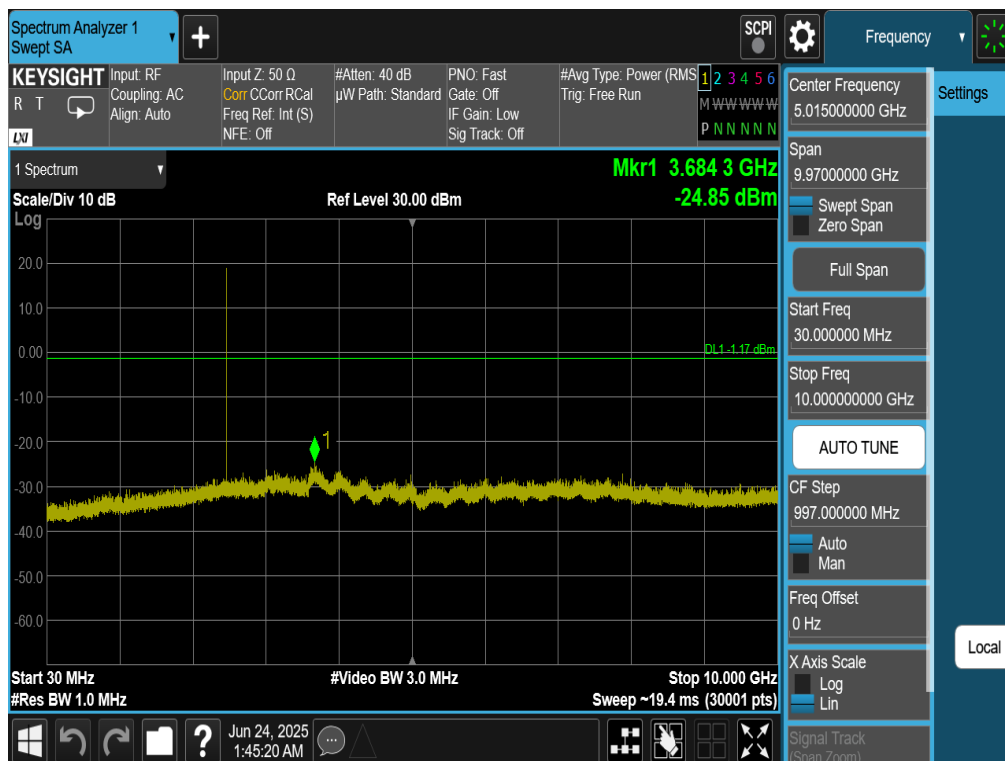 Spectrum Analyzer 1
Swept SA
+
SCPI
Frequency
KEYSIGHT
R T
LXI
Input: RF
Coupling: AC
Align: Auto
Input Z: 50 Ω
Corr CCorr RCal
Freq Ref: Int (S)
NFE: Off
#Atten: 40 dB
µW Path: Standard
PNO: Fast
Gate: Off
IF Gain: Low
Sig Track: Off
#Avg Type: Power (RMS
Trig: Free Run
1 2 3 4 5 6
M W W W W W
P N N N N N
1 Spectrum
Mkr1 3.684 3 GHz
-24.85 dBm
Scale/Div 10 dB
Ref Level 30.00 dBm
Log
20.0
10.0
0.00
DL1 -1.17 dBm
-10.0
-20.0
1
-30.0
-40.0
-50.0
-60.0
Start 30 MHz
#Video BW 3.0 MHz
Stop 10.000 GHz
#Res BW 1.0 MHz
Sweep ~19.4 ms (30001 pts)
Center Frequency
5.015000000 GHz
Span
9.97000000 GHz
Swept Span
Zero Span
Full Span
Start Freq
30.000000 MHz
Stop Freq
10.000000000 GHz
AUTO TUNE
CF Step
997.000000 MHz
Auto
Man
Freq Offset
0 Hz
X Axis Scale
Log
Lin
Signal Track
(Span Zoom)
Settings
Local
?
Jun 24, 2025
1:45:20 AM